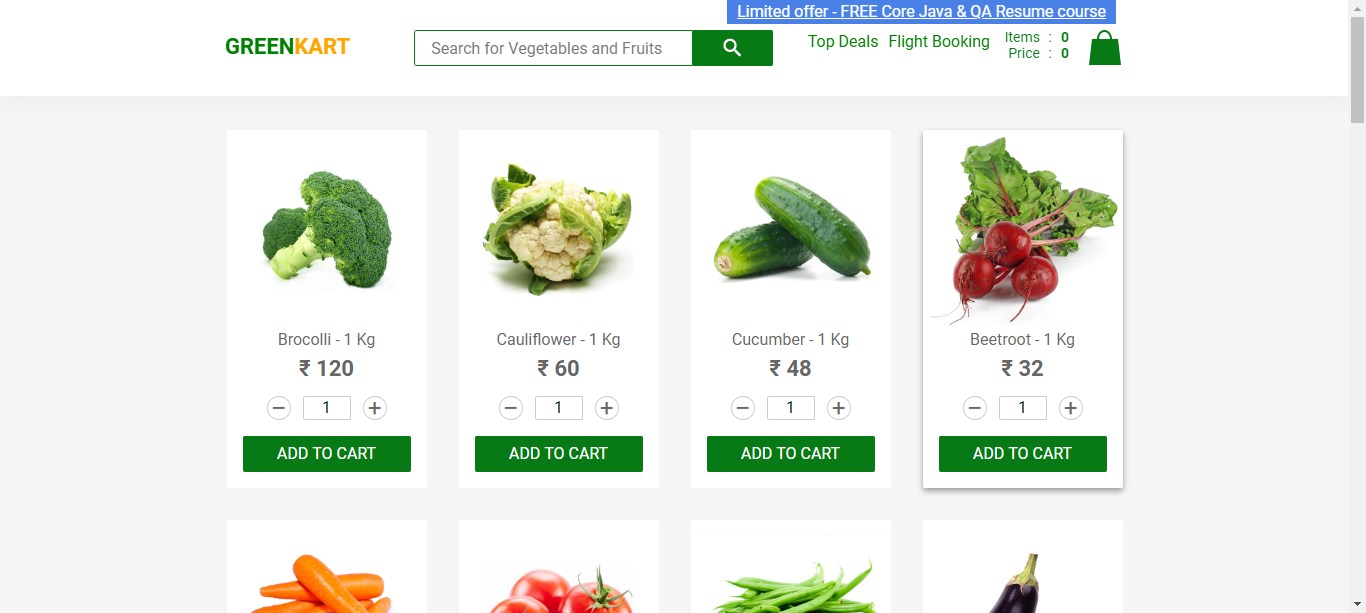 Limited offer - FREE Core Java & QA Resume course
GREENKART
Search for Vegetables and Fruits
Top Deals Flight Booking
Items : 0
Price : 0
Brocolli - 1 Kg
₹ 120
− 1 +
ADD TO CART
Cauliflower - 1 Kg
₹ 60
− 1 +
ADD TO CART
Cucumber - 1 Kg
₹ 48
− 1 +
ADD TO CART
Beetroot - 1 Kg
₹ 32
− 1 +
ADD TO CART